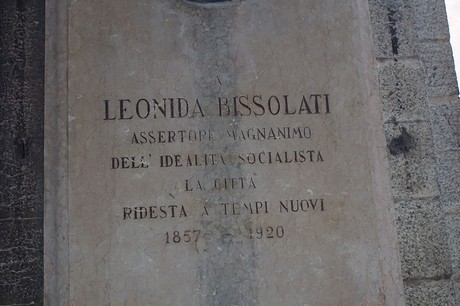 A
LEONIDA BISSOLATI
ASSERTORE MAGNANIMO
DELL' IDEALITÀ SOCIALISTA
LA CITTÀ
RIDESTA A TEMPI NUOVI
1857 - 1920